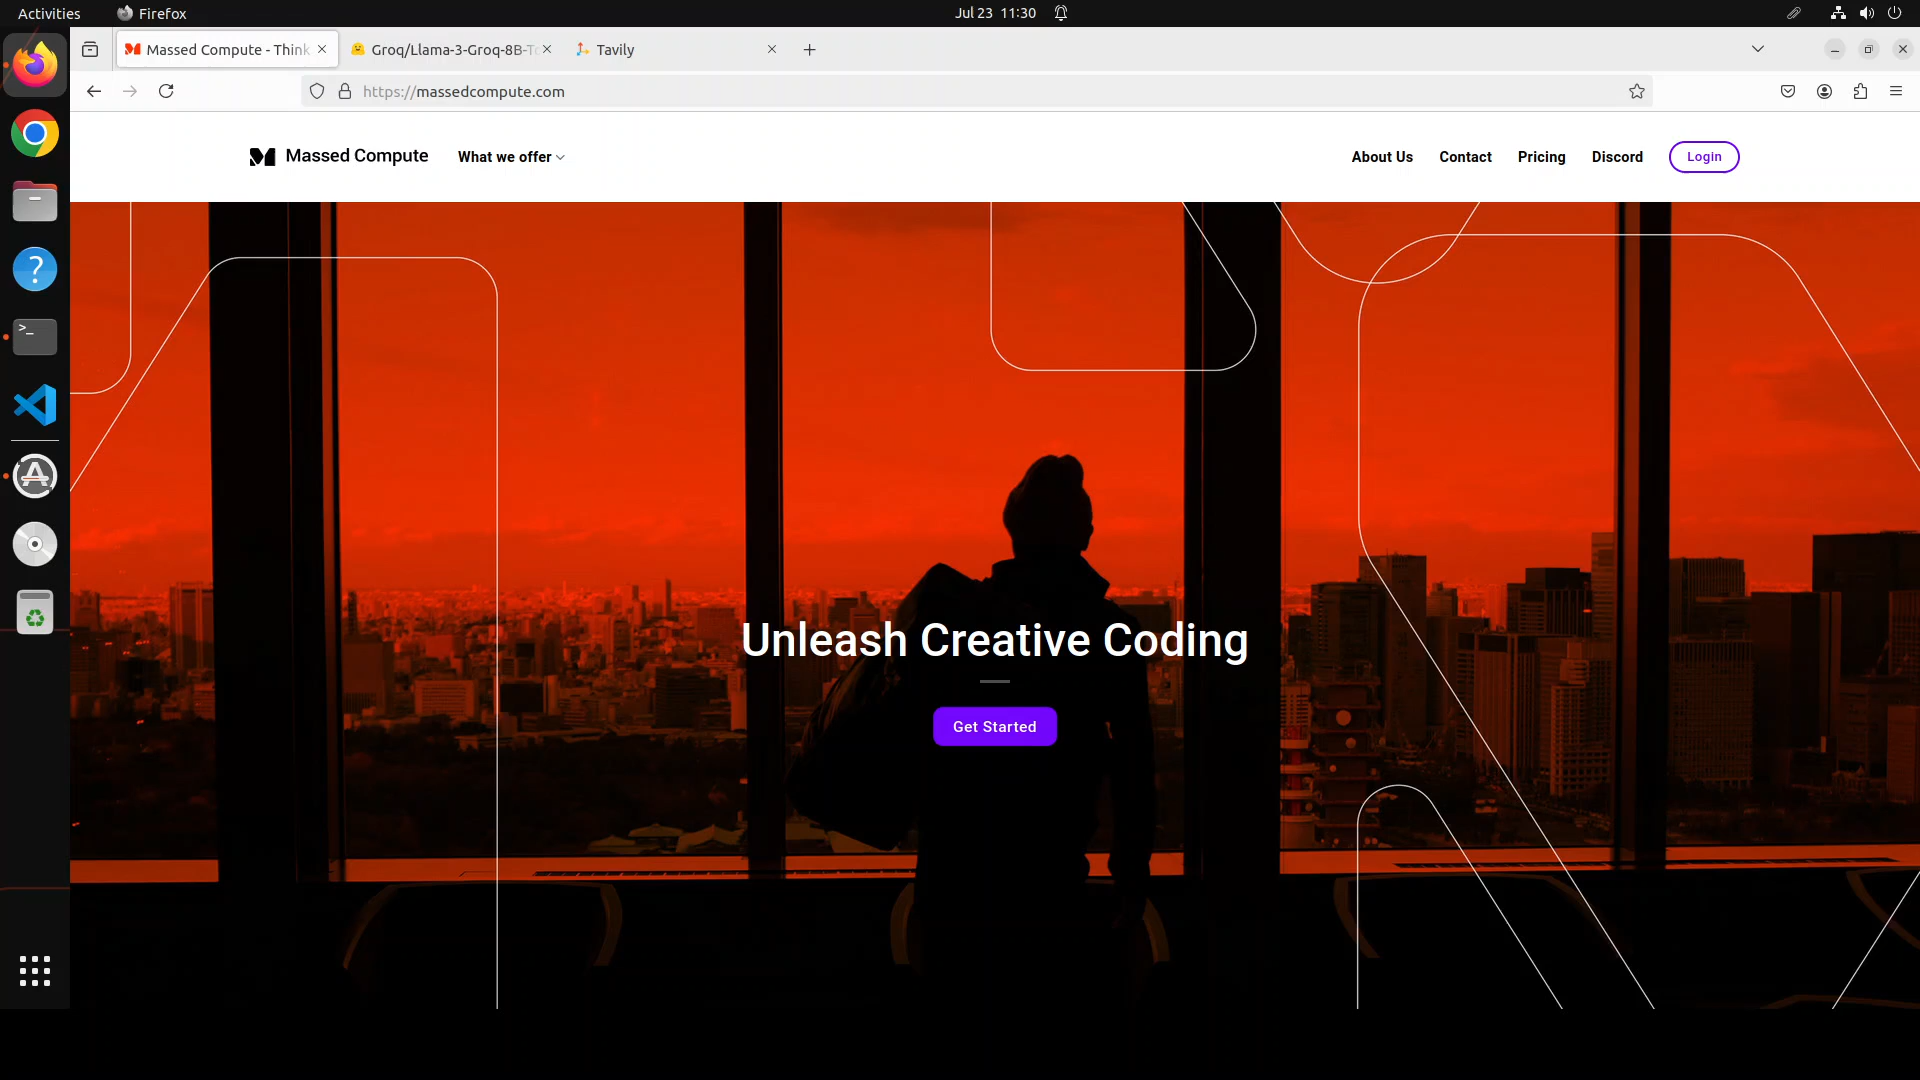 Activities
Firefox
Jul 23 11:30
Massed Compute - Think
Groq/Llama-3-Groq-8B-T
Tavily
https://massedcompute.com
Massed Compute
What we offer
About Us
Contact
Pricing
Discord
Login
Unleash Creative Coding
Get Started